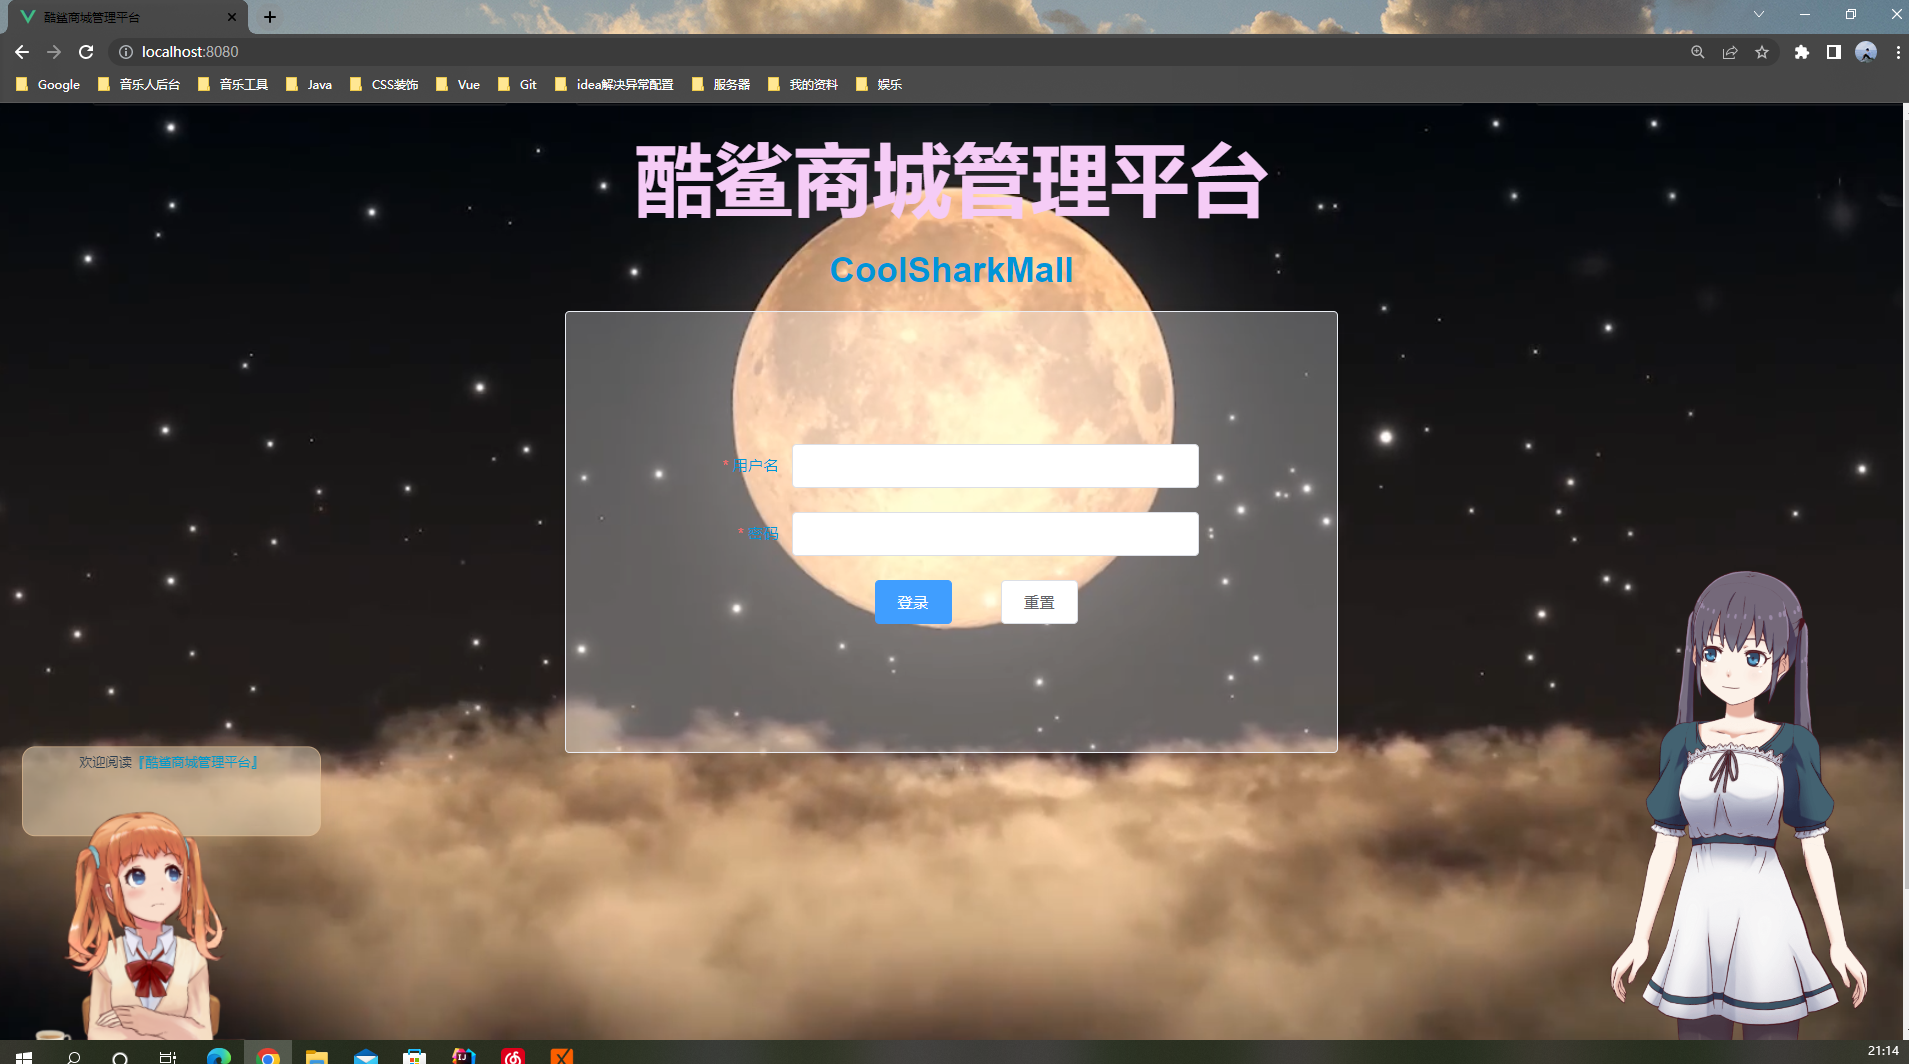 酷鲨商城管理平台
localhost:8080
Google 音乐人后台 音乐工具 Java CSS装饰 Vue Git idea解决异常配置 服务器 我的资料 娱乐
酷鲨商城管理平台
CoolSharkMall
* 用户名
* 密码
登录 重置
欢迎阅读『酷鲨商城管理平台』
21:14